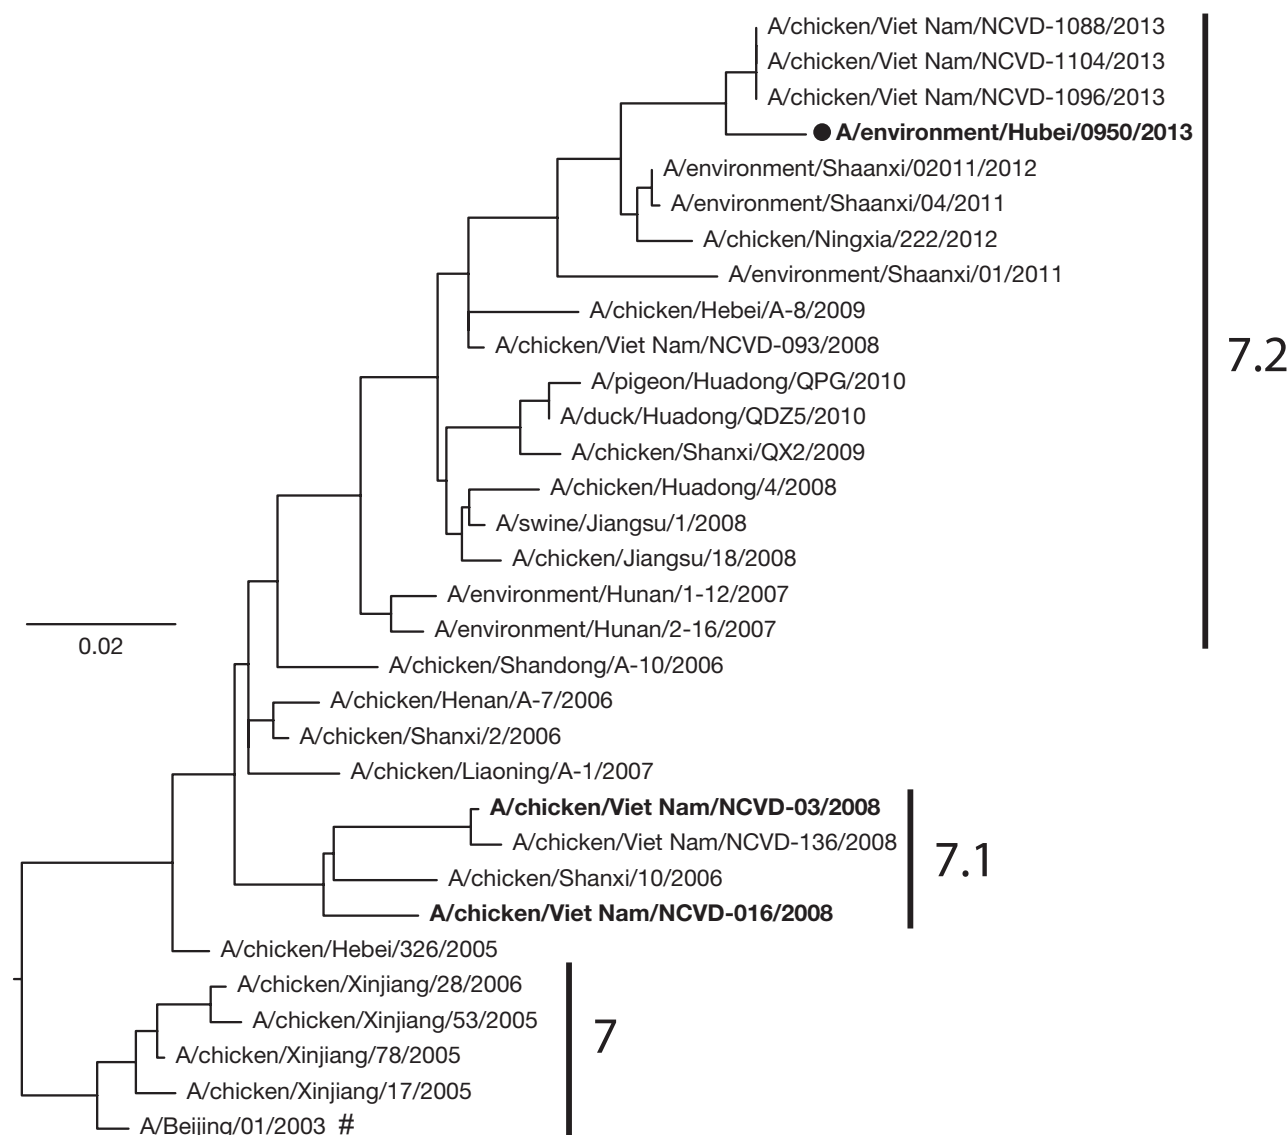 A/chicken/Viet Nam/NCVD-1088/2013
A/chicken/Viet Nam/NCVD-1104/2013
A/chicken/Viet Nam/NCVD-1096/2013
A/environment/Hubei/0950/2013
A/environment/Shaanxi/02011/2012
A/environment/Shaanxi/04/2011
A/chicken/Ningxia/222/2012
A/environment/Shaanxi/01/2011
A/chicken/Hebei/A-8/2009
A/chicken/Viet Nam/NCVD-093/2008
7.2
A/pigeon/Huadong/QPG/2010
A/duck/Huadong/QDZ5/2010
A/chicken/Shanxi/QX2/2009
A/chicken/Huadong/4/2008
A/swine/Jiangsu/1/2008
A/chicken/Jiangsu/18/2008
A/environment/Hunan/1-12/2007
A/environment/Hunan/2-16/2007
0.02
A/chicken/Shandong/A-10/2006
A/chicken/Henan/A-7/2006
A/chicken/Shanxi/2/2006
A/chicken/Liaoning/A-1/2007
A/chicken/Viet Nam/NCVD-03/2008
A/chicken/Viet Nam/NCVD-136/2008
7.1
A/chicken/Shanxi/10/2006
A/chicken/Viet Nam/NCVD-016/2008
A/chicken/Hebei/326/2005
A/chicken/Xinjiang/28/2006
A/chicken/Xinjiang/53/2005
7
A/chicken/Xinjiang/78/2005
A/chicken/Xinjiang/17/2005
A/Beijing/01/2003 #